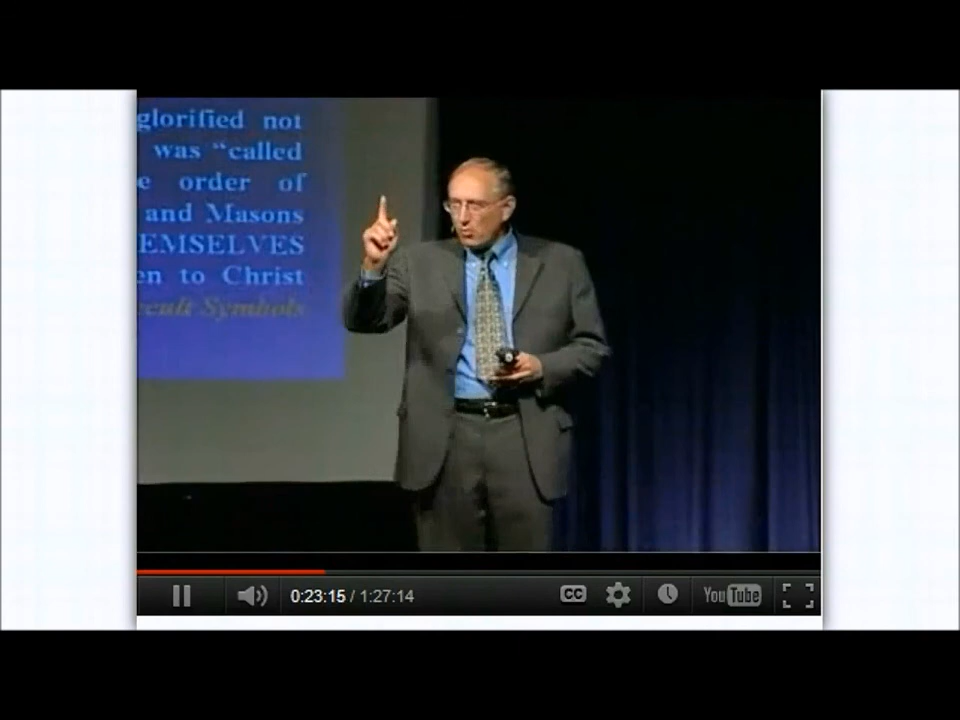 glorified not
was “called
e order of
and Masons
EMSELVES
en to Christ
ccult Symbols
0:23:15 / 1:27:14
CC
YouTube